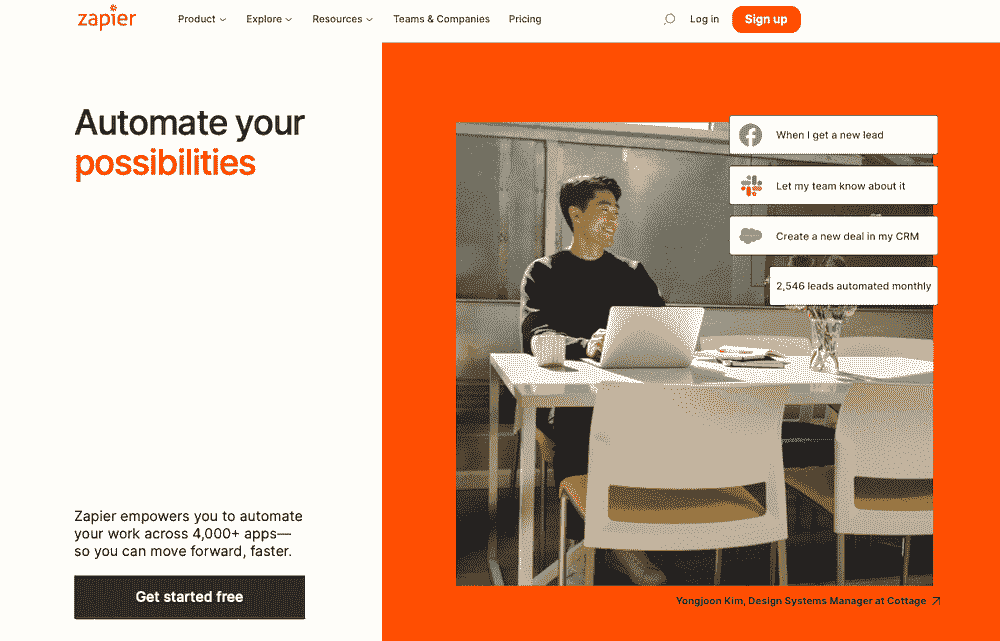 zapier
Product Explore Resources Teams & Companies Pricing Log in Sign up
Automate your
possibilities
When I get a new lead
Let my team know about it
Create a new deal in my CRM
2,546 leads automated monthly
Zapier empowers you to automate
your work across 4,000+ apps—
so you can move forward, faster.
Get started free
Yongjoon Kim, Design Systems Manager at Cottage